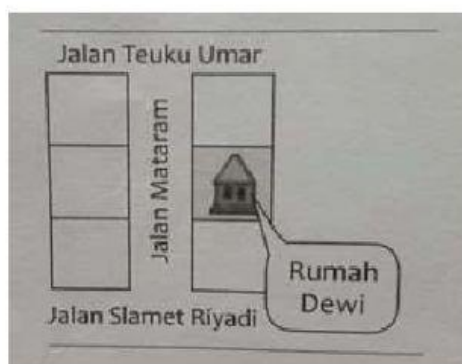 Jalan Teuku Umar
Jalan Mataram
Rumah
Dewi
Jalan Slamet Riyadi